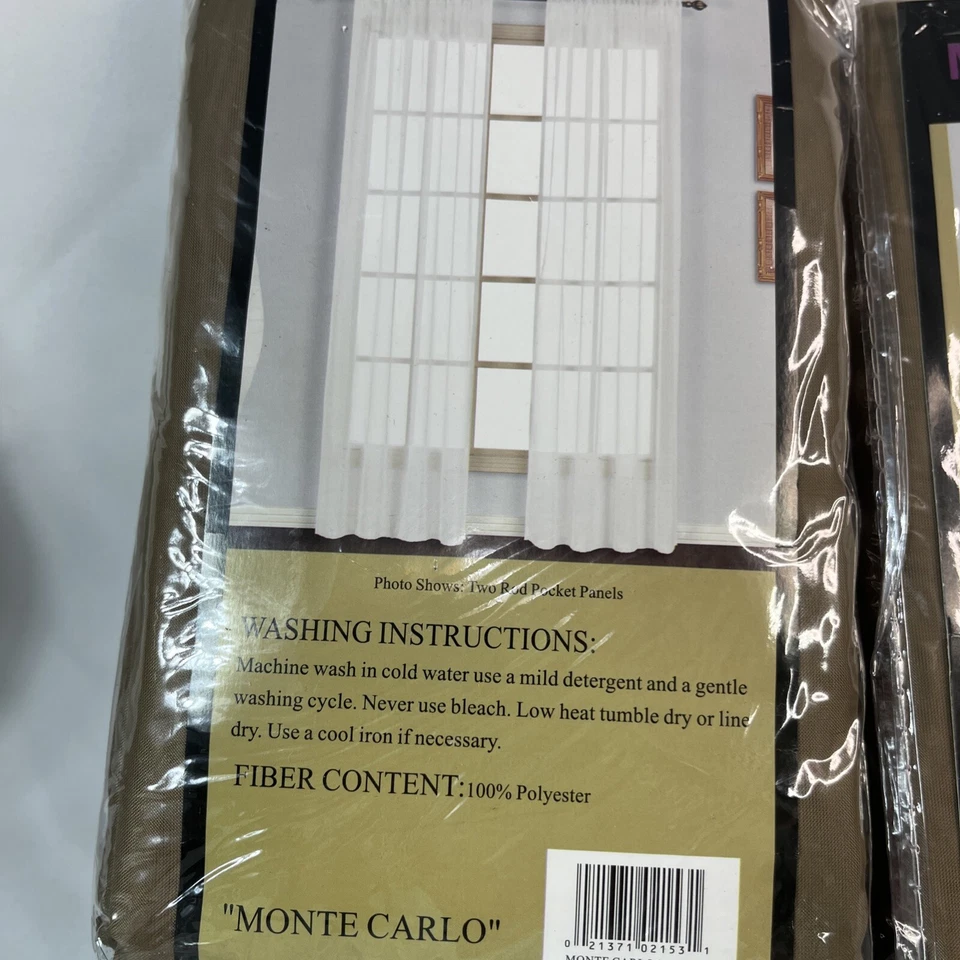 Photo Shows: Two Rod Pocket Panels
WASHING INSTRUCTIONS:
Machine wash in cold water use a mild detergent and a gentle
washing cycle. Never use bleach. Low heat tumble dry or line
dry. Use a cool iron if necessary.
FIBER CONTENT:100% Polyester
"MONTE CARLO"
0 21371 02153 1